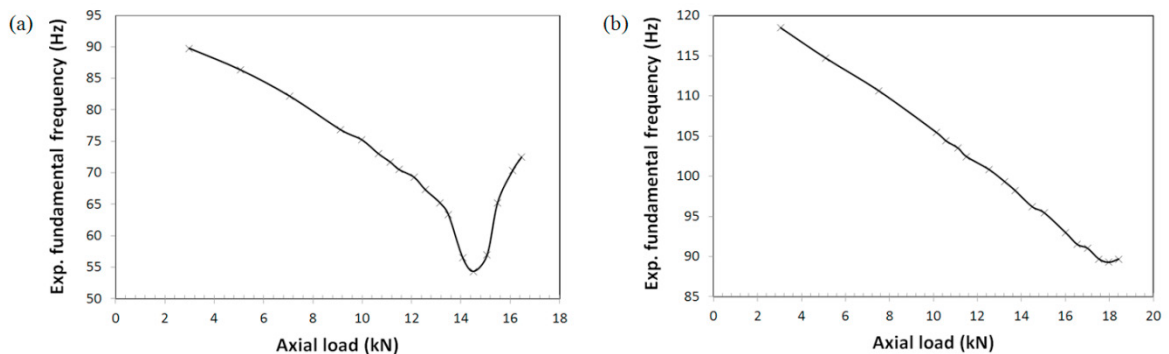 (a)
Exp. fundamental frequency (Hz)
95
90
85
80
75
70
65
60
55
50
0 2 4 6 8 10 12 14 16 18
Axial load (kN)
(b)
Exp. fundamental frequency (Hz)
120
115
110
105
100
95
90
85
0 2 4 6 8 10 12 14 16 18 20
Axial load (kN)